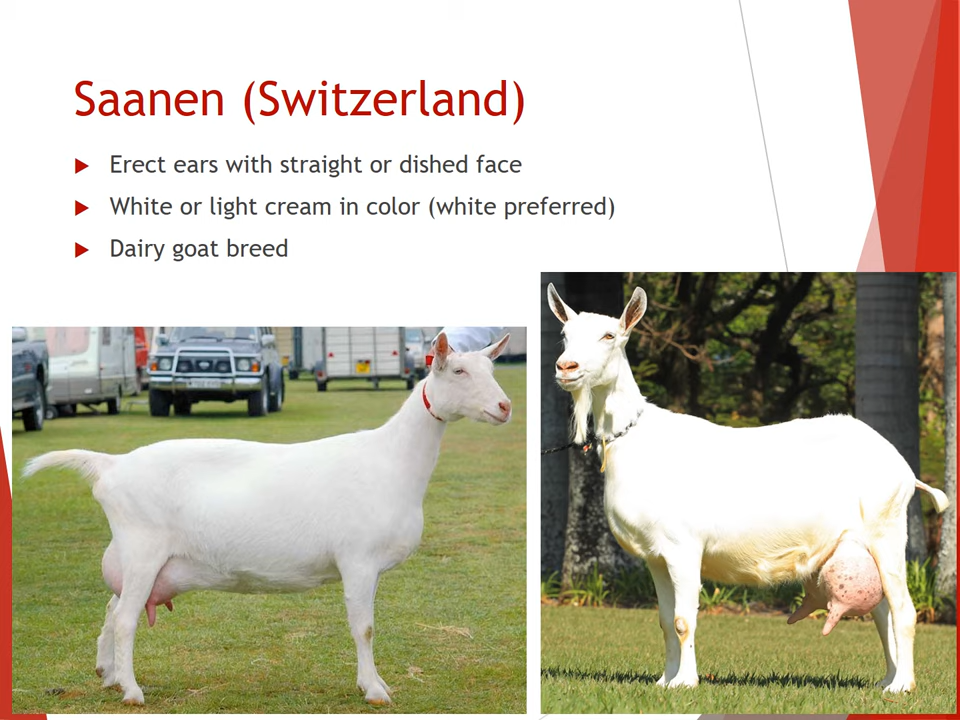 Saanen (Switzerland)
Erect ears with straight or dished face
White or light cream in color (white preferred)
Dairy goat breed